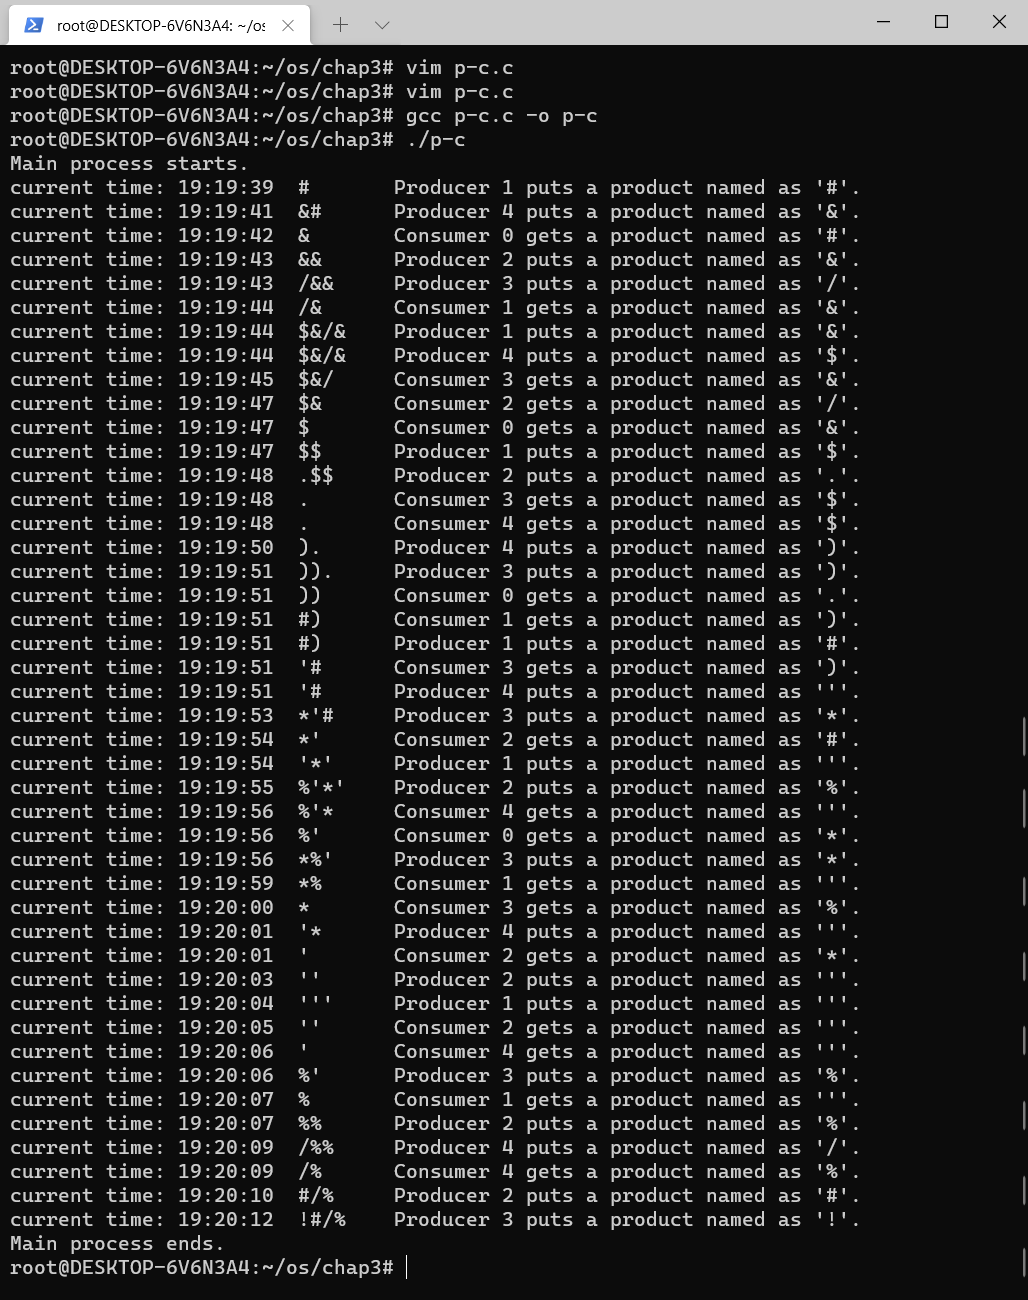 root@DESKTOP-6V6N3A4: ~/os
root@DESKTOP-6V6N3A4:~/os/chap3# vim p-c.c
root@DESKTOP-6V6N3A4:~/os/chap3# vim p-c.c
root@DESKTOP-6V6N3A4:~/os/chap3# gcc p-c.c -o p-c
root@DESKTOP-6V6N3A4:~/os/chap3# ./p-c
Main process starts.
current time: 19:19:39  #       Producer 1 puts a product named as '#'.
current time: 19:19:41  &#      Producer 4 puts a product named as '&'.
current time: 19:19:42  &       Consumer 0 gets a product named as '#'.
current time: 19:19:43  &&      Producer 2 puts a product named as '&'.
current time: 19:19:43  /&&     Producer 3 puts a product named as '/'.
current time: 19:19:44  /&      Consumer 1 gets a product named as '&'.
current time: 19:19:44  $&/&    Producer 1 puts a product named as '&'.
current time: 19:19:44  $&/&    Producer 4 puts a product named as '$'.
current time: 19:19:45  $&/     Consumer 3 gets a product named as '&'.
current time: 19:19:47  $&      Consumer 2 gets a product named as '/'.
current time: 19:19:47  $       Consumer 0 gets a product named as '&'.
current time: 19:19:47  $$      Producer 1 puts a product named as '$'.
current time: 19:19:48  .$$     Producer 2 puts a product named as '.'.
current time: 19:19:48  .       Consumer 3 gets a product named as '$'.
current time: 19:19:48  .       Consumer 4 gets a product named as '$'.
current time: 19:19:50  ).      Producer 4 puts a product named as ')'.
current time: 19:19:51  )).     Producer 3 puts a product named as ')'.
current time: 19:19:51  ))      Consumer 0 gets a product named as '.'.
current time: 19:19:51  #)      Consumer 1 gets a product named as ')'.
current time: 19:19:51  #)      Producer 1 puts a product named as '#'.
current time: 19:19:51  '#      Consumer 3 gets a product named as ')'.
current time: 19:19:51  '#      Producer 4 puts a product named as '''.
current time: 19:19:53  *'#     Producer 3 puts a product named as '*'.
current time: 19:19:54  *'      Consumer 2 gets a product named as '#'.
current time: 19:19:54  '*'     Producer 1 puts a product named as '''.
current time: 19:19:55  %'*'    Producer 2 puts a product named as '%'.
current time: 19:19:56  %'*     Consumer 4 gets a product named as '''.
current time: 19:19:56  %'      Consumer 0 gets a product named as '*'.
current time: 19:19:56  *%'     Producer 3 puts a product named as '*'.
current time: 19:19:59  *%      Consumer 1 gets a product named as '''.
current time: 19:20:00  *       Consumer 3 gets a product named as '%'.
current time: 19:20:01  '*      Producer 4 puts a product named as '''.
current time: 19:20:01  '       Consumer 2 gets a product named as '*'.
current time: 19:20:03  ''      Producer 2 puts a product named as '''.
current time: 19:20:04  '''     Producer 1 puts a product named as '''.
current time: 19:20:05  ''      Consumer 2 gets a product named as '''.
current time: 19:20:06  '       Consumer 4 gets a product named as '''.
current time: 19:20:06  %'      Producer 3 puts a product named as '%'.
current time: 19:20:07  %       Consumer 1 gets a product named as '''.
current time: 19:20:07  %%      Producer 2 puts a product named as '%'.
current time: 19:20:09  /%%     Producer 4 puts a product named as '/'.
current time: 19:20:09  /%      Consumer 4 gets a product named as '%'.
current time: 19:20:10  #/%     Producer 2 puts a product named as '#'.
current time: 19:20:12  !#/%    Producer 3 puts a product named as '!'.
Main process ends.
root@DESKTOP-6V6N3A4:~/os/chap3#